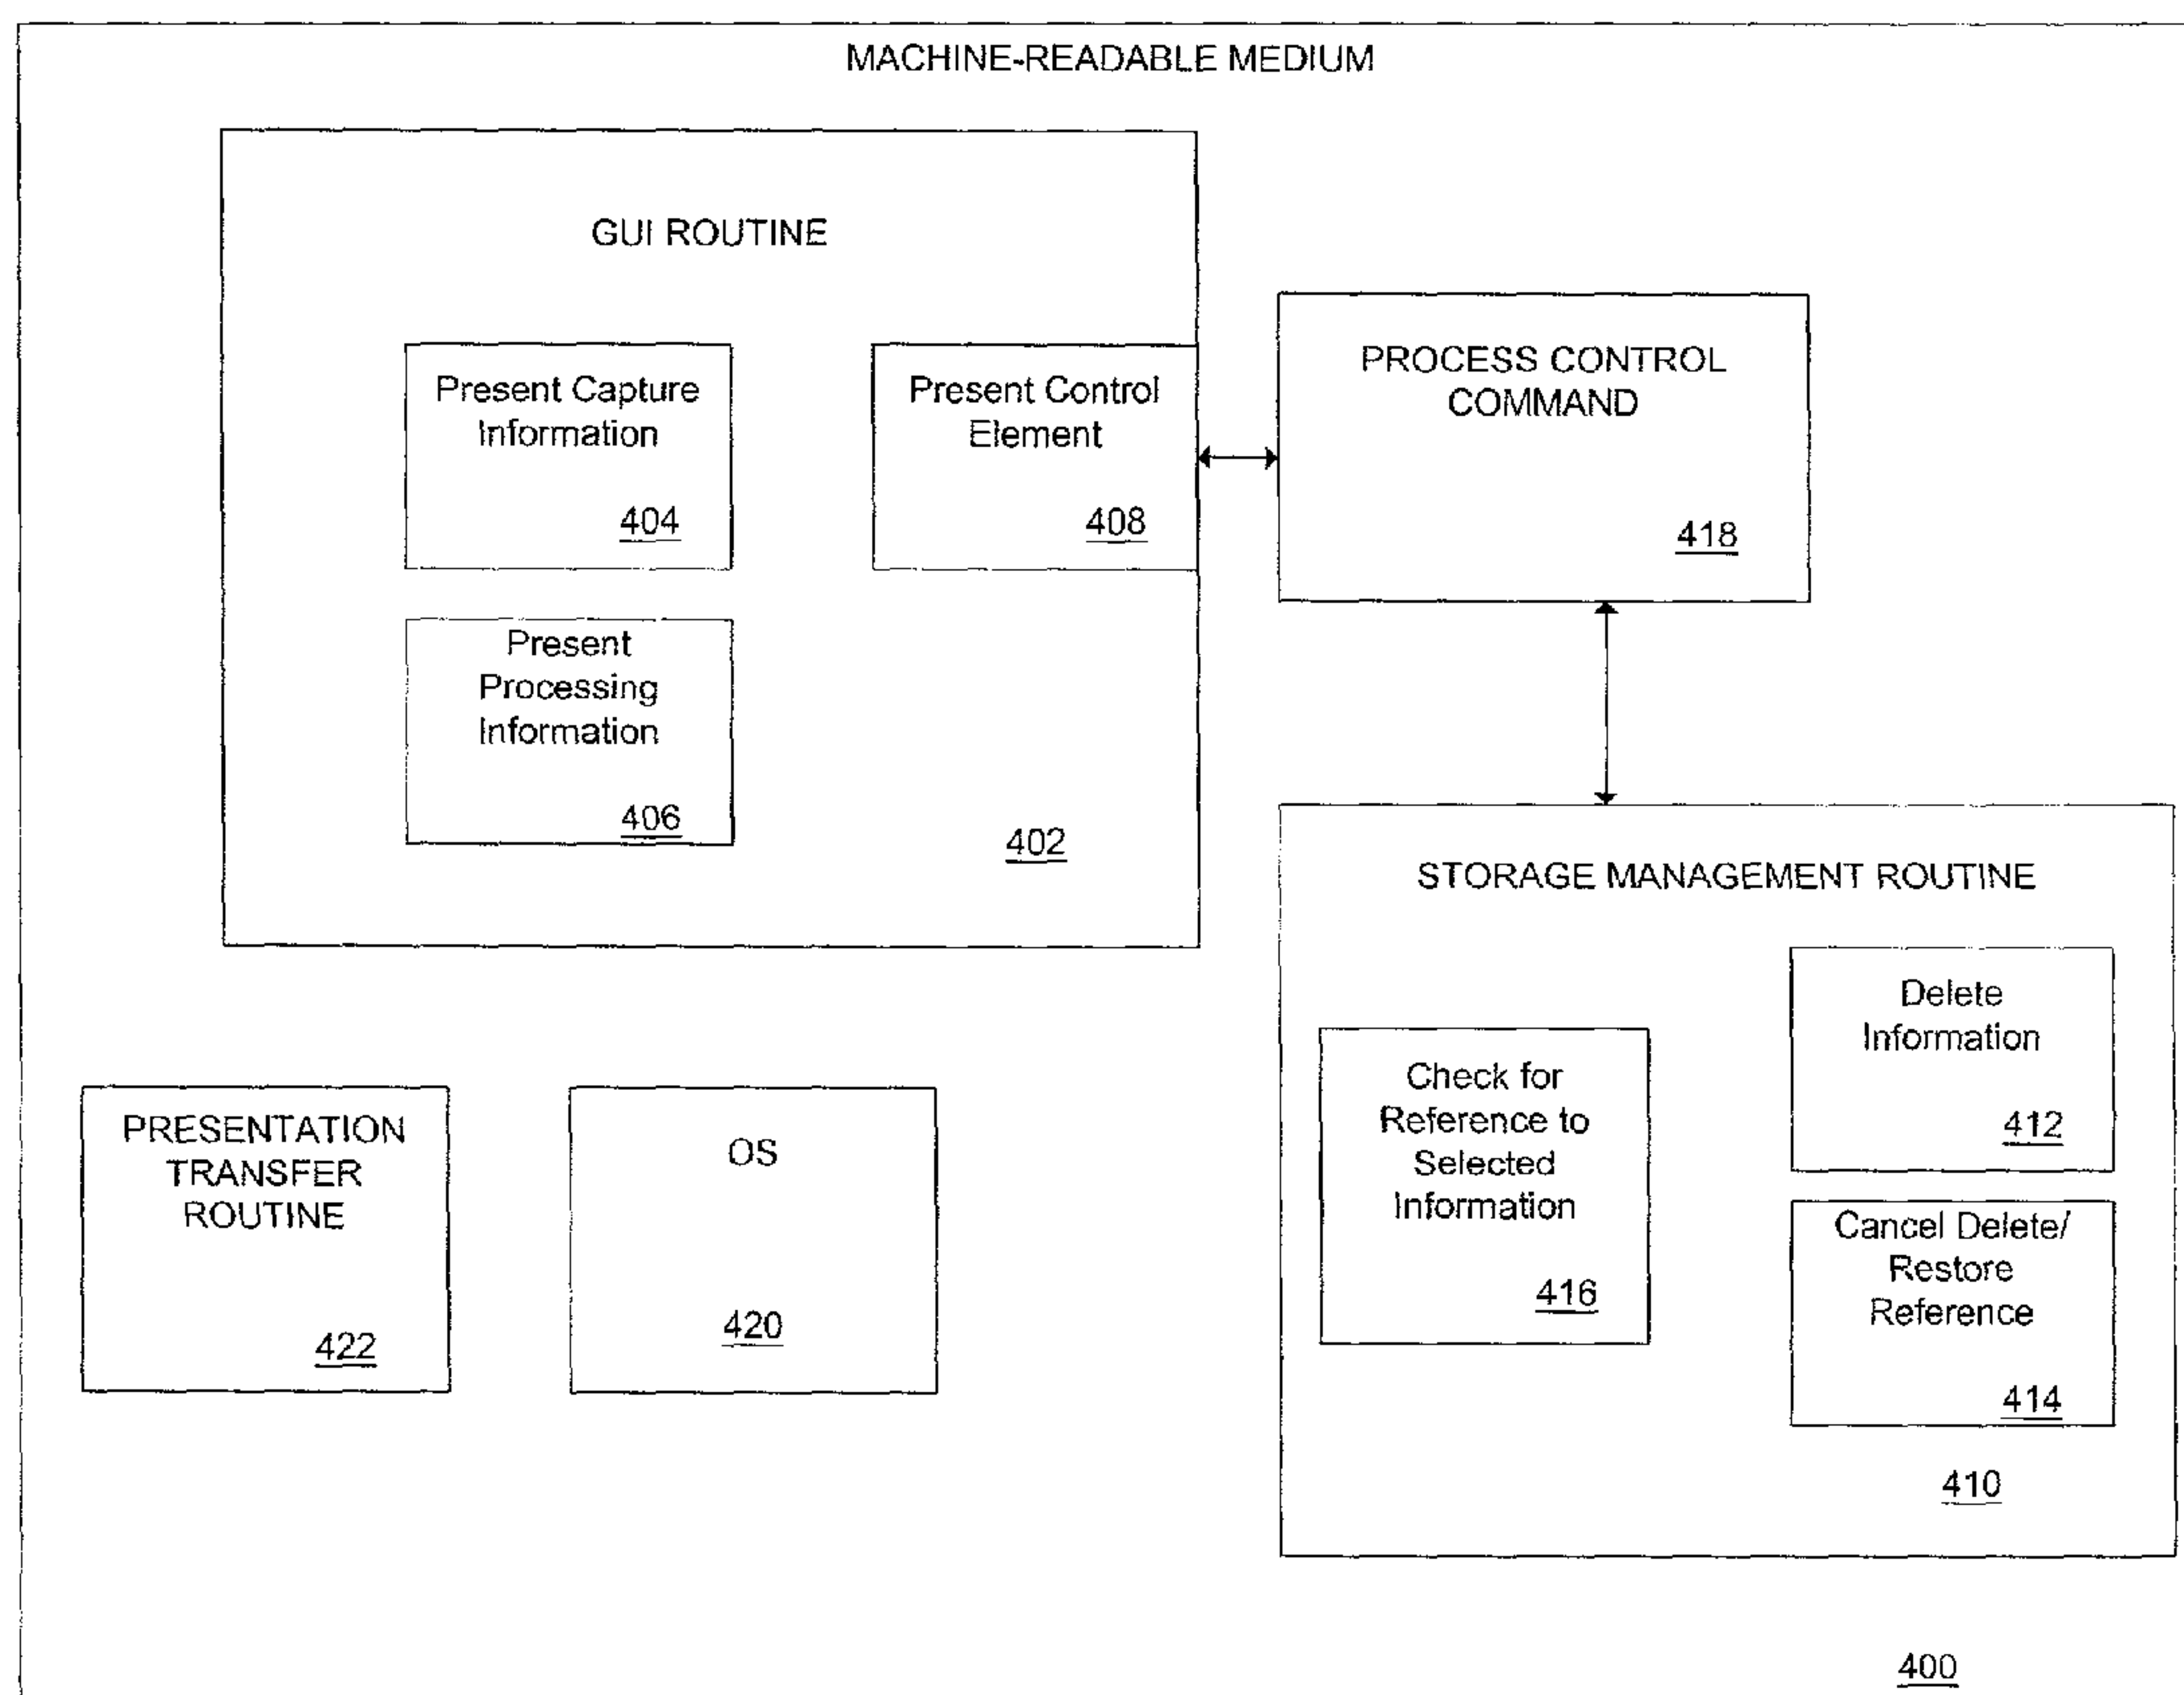 MACHINE-READABLE MEDIUM
GUI ROUTINE
Present Capture
Information
404
Present Control
Element
408
Present
Processing
Information
406
402
PROCESS CONTROL
COMMAND
418
STORAGE MANAGEMENT ROUTINE
Check for
Reference to
Selected
Information
416
Delete
Information
412
Cancel Delete/
Restore
Reference
414
410
PRESENTATION
TRANSFER
ROUTINE
422
OS
420
400